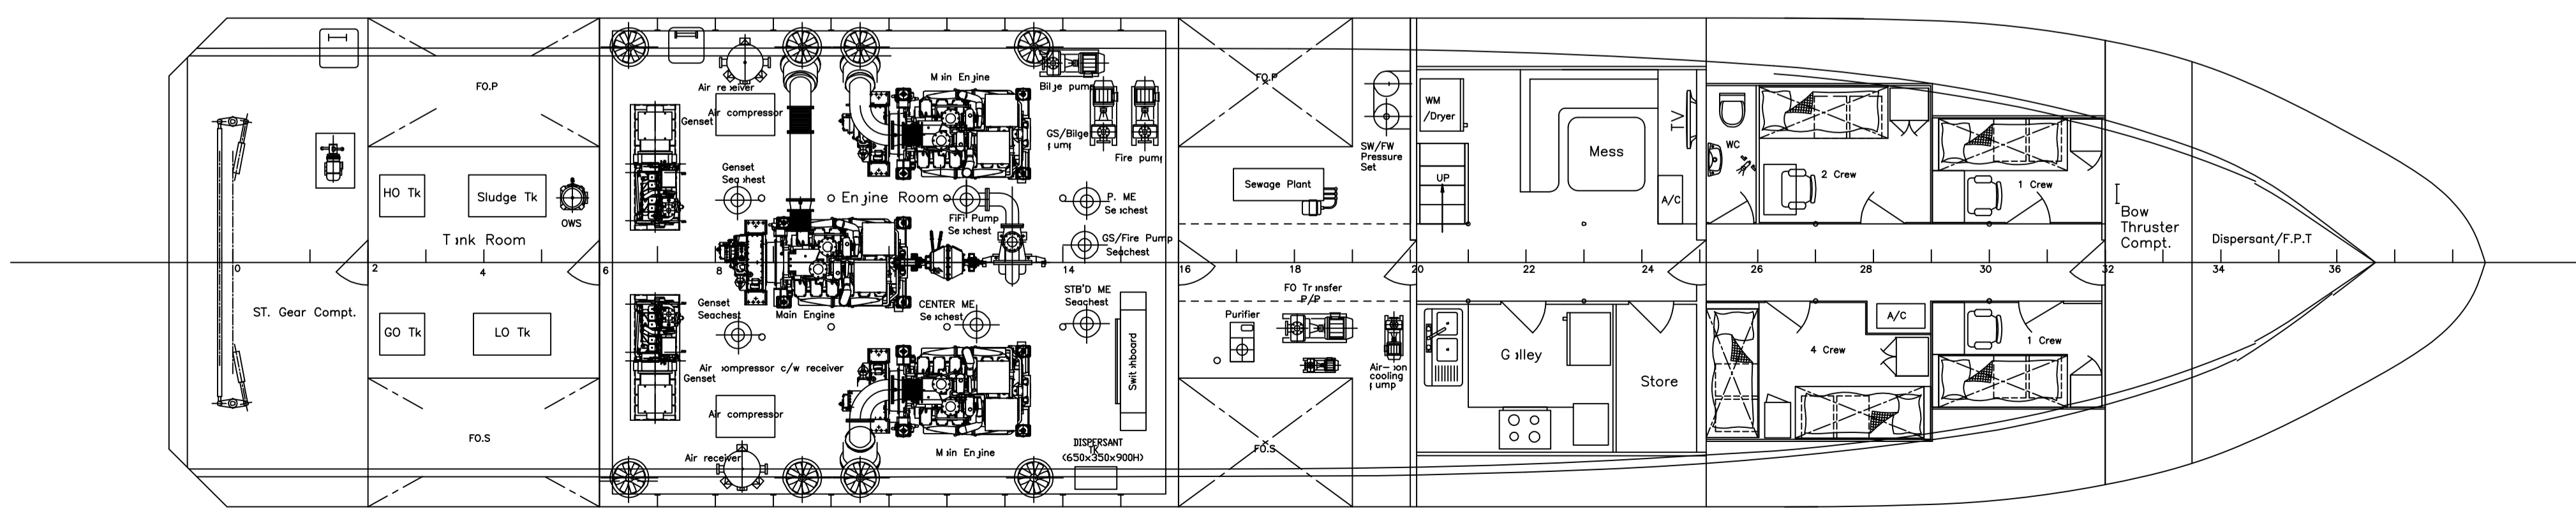 ST. Gear Compt.
FO.P
HO Tk
Sludge Tk
OWS
Tank Room
GO Tk
LO Tk
FO.S
0
2
4
6
8
14
16
18
20
22
24
26
28
30
32
34
36
Air receiver
Air compressor
Genset
Genset
Seachest
Main Engine
Engine Room
FiFi Pump
Seachest
Main Engine
CENTER ME
Seachest
Genset
Seachest
Air compressor c/w receiver
Genset
Air compressor
Air receiver
Main Engine
Bilge pump
GS/Bilge
pump
Fire pump
P. ME
Seachest
GS/Fire Pump
Seachest
STB'D ME
Seachest
Switchboard
DISPERSANT
TK
(650x350x900H)
FO.P
SW/FW
Pressure
Set
Sewage Plant
FO Transfer
P/P
Purifier
cooling
pump
FO.S
WM
/Dryer
UP
Mess
TV
A/C
Galley
Store
WC
2 Crew
1 Crew
A/C
4 Crew
1 Crew
Bow
Thruster
Compt.
Dispersant/F.P.T